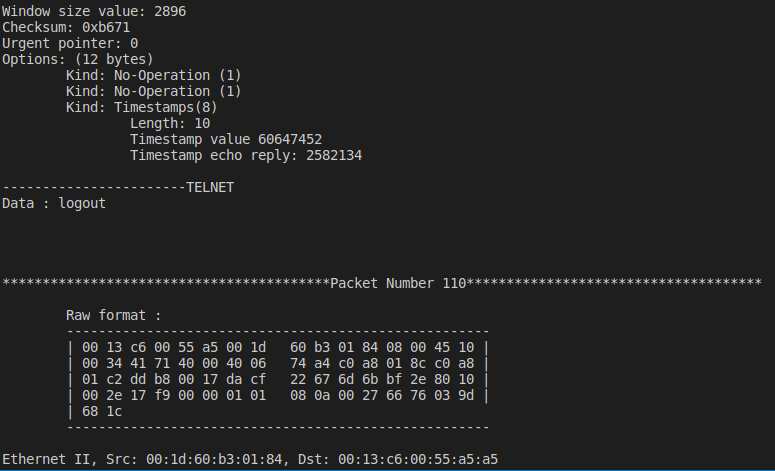 Window size value: 2896
Checksum: 0xb671
Urgent pointer: 0
Options: (12 bytes)
Kind: No-Operation (1)
Kind: No-Operation (1)
Kind: Timestamps(8)
Length: 10
Timestamp value 60647452
Timestamp echo reply: 2582134
-----------------------TELNET
Data : logout
*****************************************Packet Number 110*************************************
Raw format :
-----------------------------------------------------
| 00 13 c6 00 55 a5 00 1d   60 b3 01 84 08 00 45 10 |
| 00 34 41 71 40 00 40 06   74 a4 c0 a8 01 8c c0 a8 |
| 01 c2 dd b8 00 17 da cf   22 67 6d 6b bf 2e 80 10 |
| 00 2e 17 f9 00 00 01 01   08 0a 00 27 66 76 03 9d |
| 68 1c
-----------------------------------------------------
Ethernet II, Src: 00:1d:60:b3:01:84, Dst: 00:13:c6:00:55:a5:a5